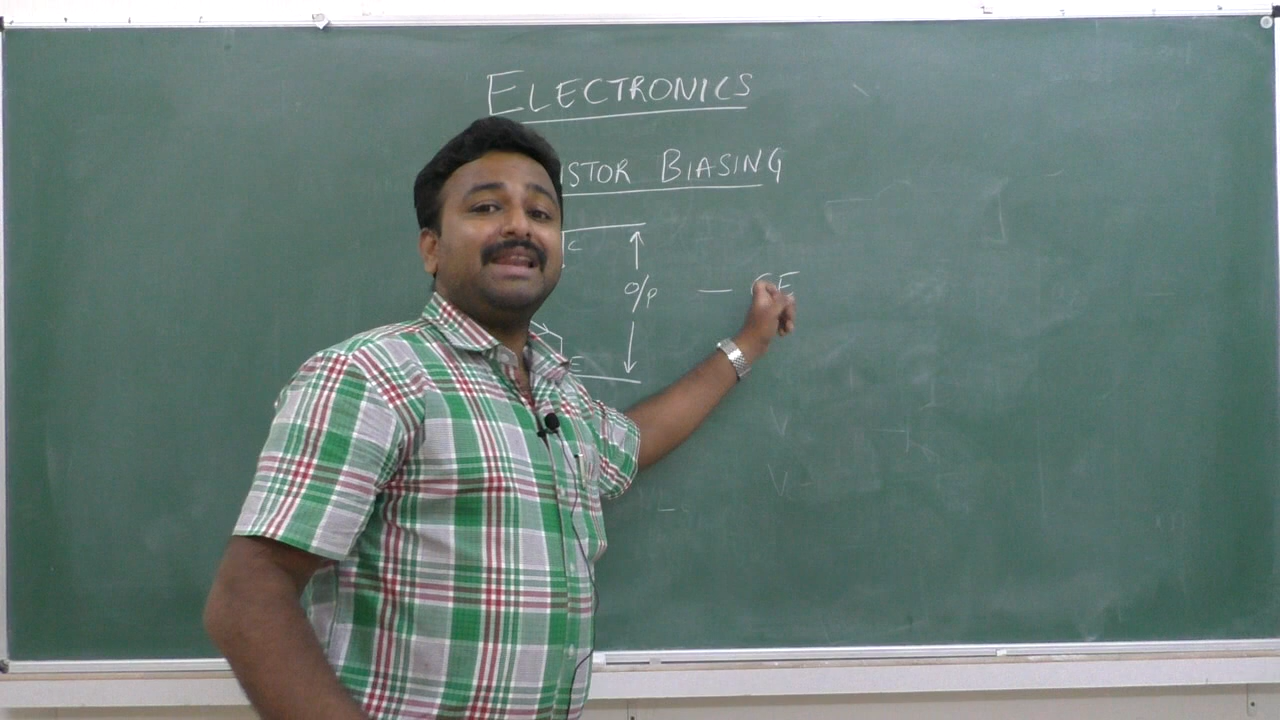 ELECTRONICS
ISTOR BIASING
C
O/P — CE
E